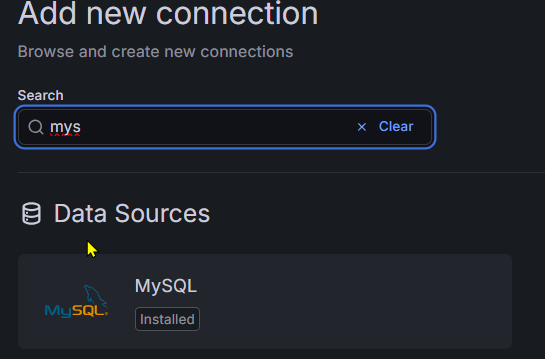 Add new connection
Browse and create new connections
Search
mys
Clear
Data Sources
MySQL
MySQL
Installed